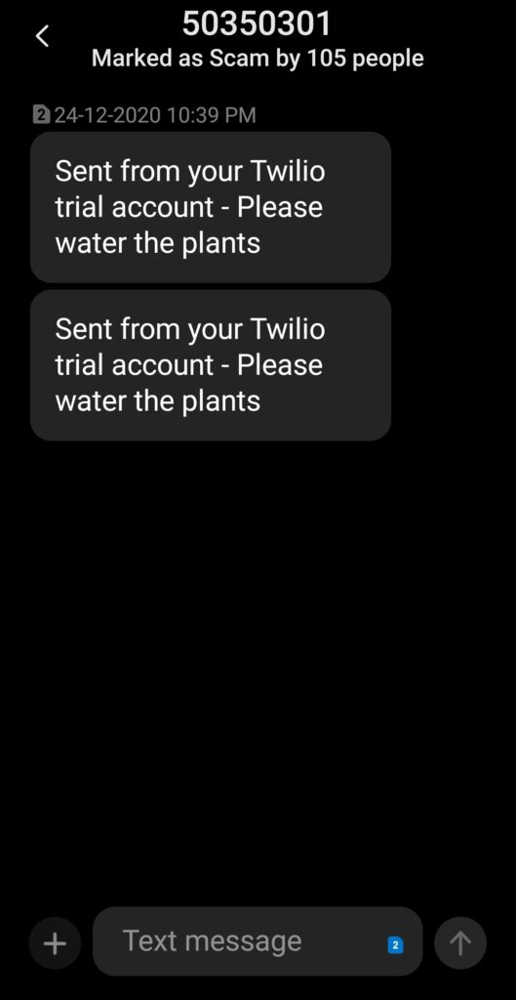 50350301
Marked as Scam by 105 people
2 24-12-2020 10:39 PM
Sent from your Twilio
trial account - Please
water the plants
Sent from your Twilio
trial account - Please
water the plants
Text message 2